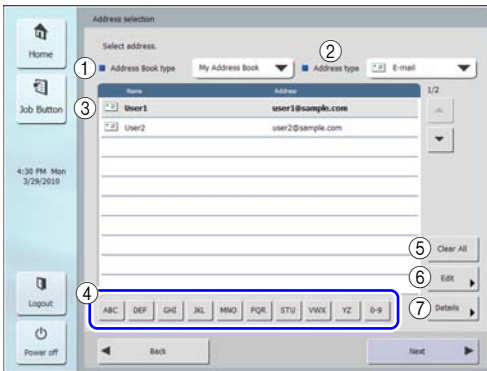 Address selection
Home
Select address.
① Address Book type My Address Book ② Address type E-mail
Job Button
Name Address 1/2
③ User1 user1@sample.com
User2 user2@sample.com
4:30 PM Mon
3/29/2010
⑤ Clear All
⑥ Edit
Logout
④ ABC DEF GHI JKL MNO PQR STU VWX YZ 0-9 ⑦ Details
Power off
Back Next